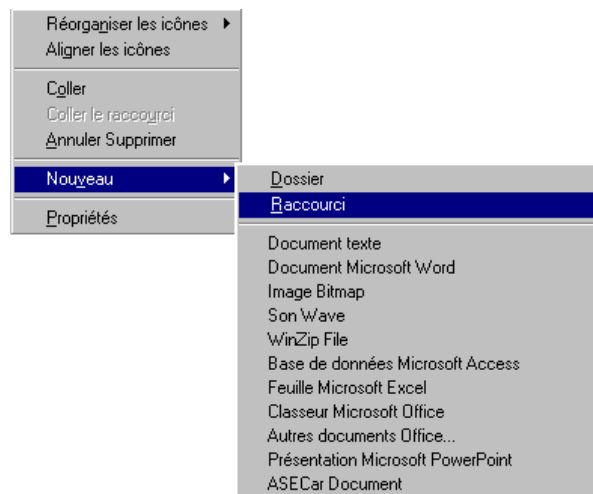 Réorganiser les icônes
Aligner les icônes
Coller
Coller le raccourci
Annuler Supprimer
Nouveau
Propriétés
Dossier
Raccourci
Document texte
Document Microsoft Word
Image Bitmap
Son Wave
WinZip File
Base de données Microsoft Access
Feuille Microsoft Excel
Classeur Microsoft Office
Autres documents Office...
Présentation Microsoft PowerPoint
ASECar Document